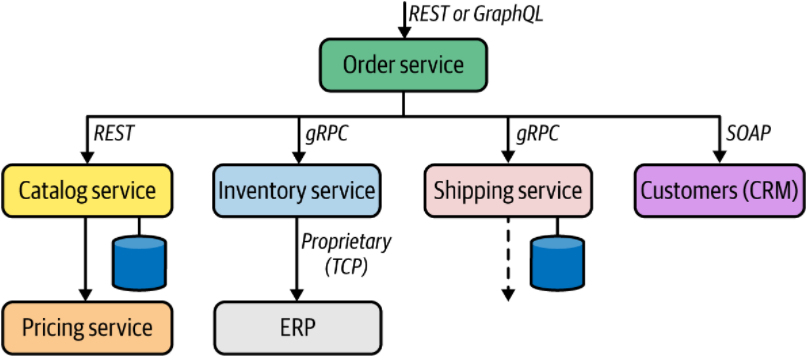 REST or GraphQL
Order service
REST
gRPC
gRPC
SOAP
Catalog service
Inventory service
Shipping service
Customers (CRM)
Proprietary
(TCP)
Pricing service
ERP